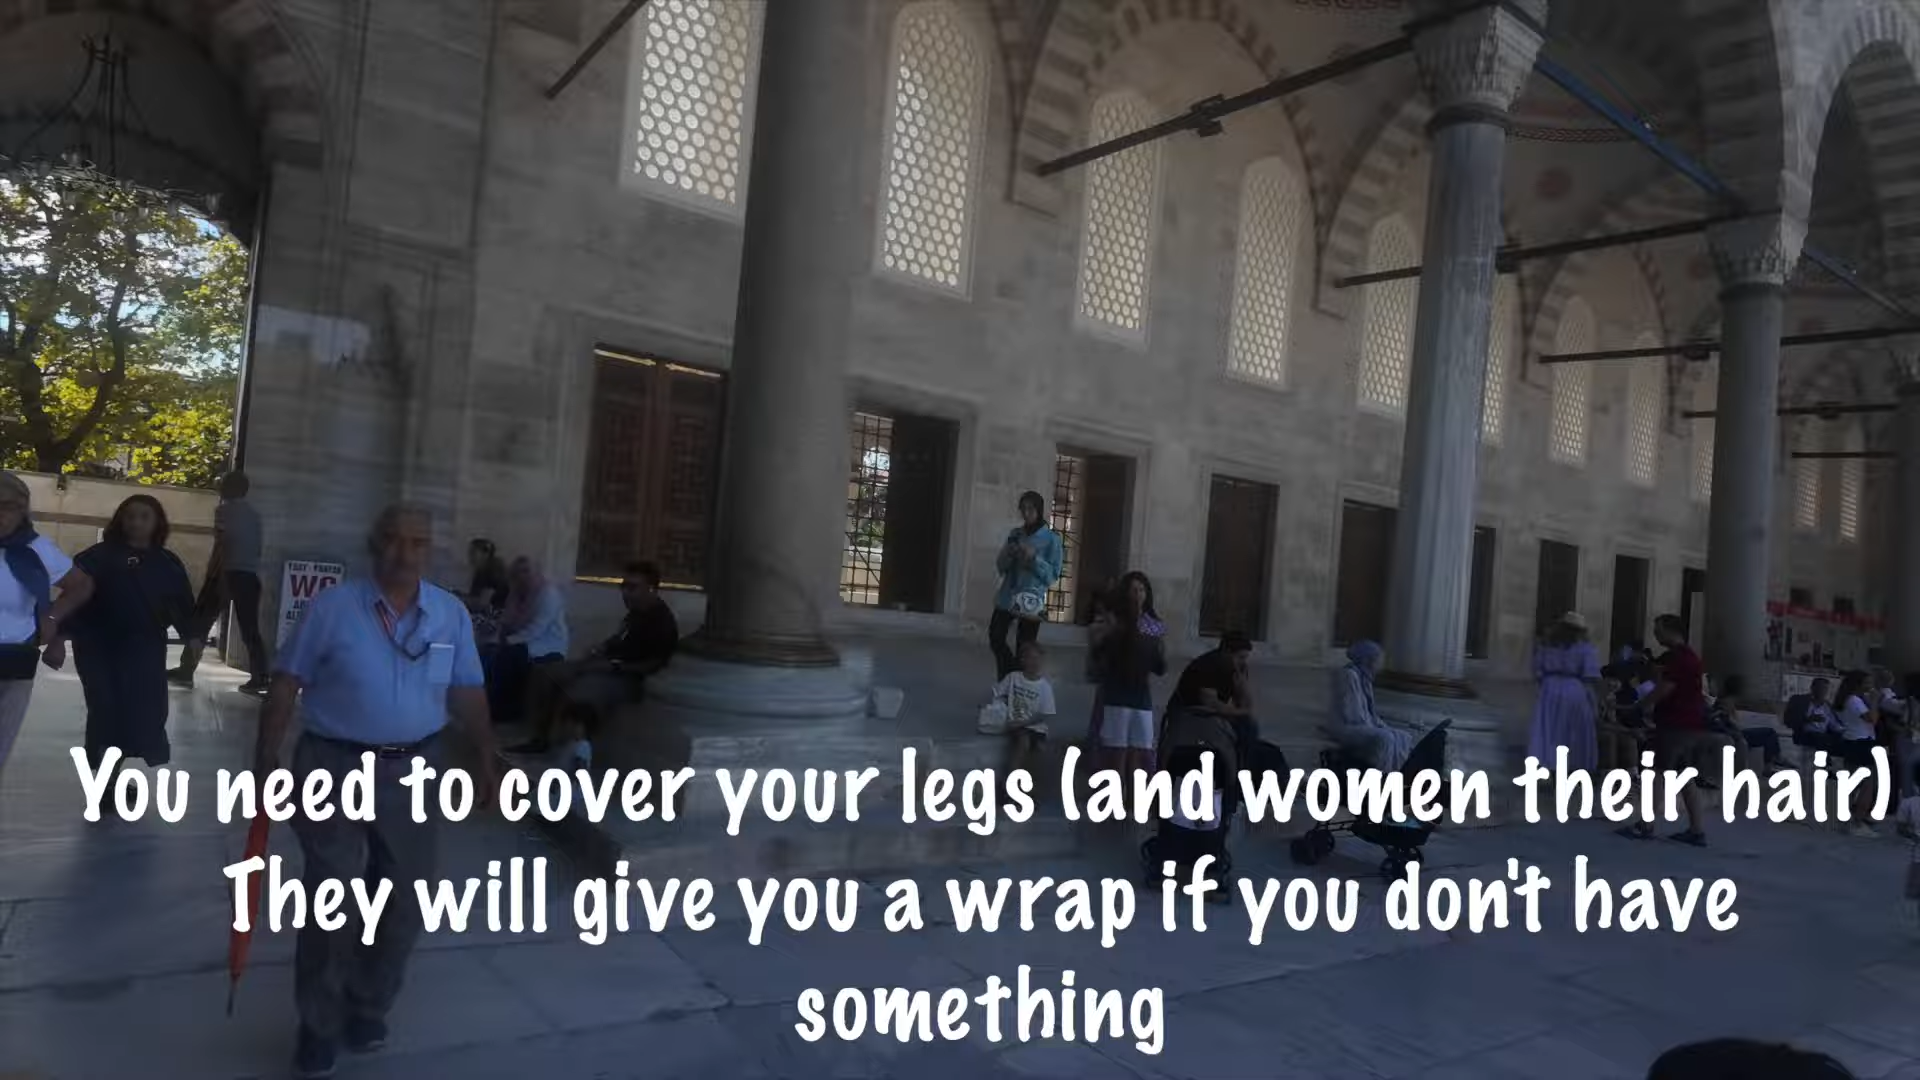 WC
You need to cover your legs (and women their hair)
They will give you a wrap if you don't have
something